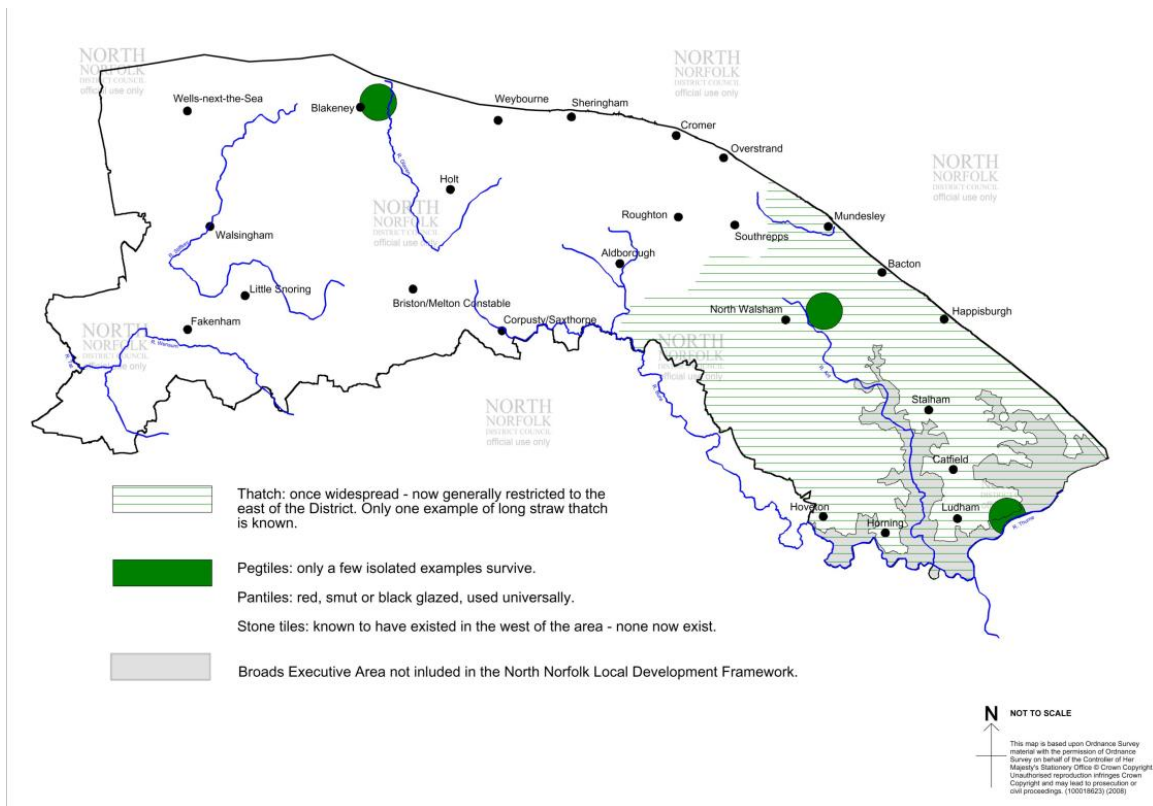 NORTH
NORFOLK
DISTRICT COUNCIL
official use only
NORTH
NORFOLK
DISTRICT COUNCIL
official use only
Wells-next-the-Sea
Blakeney
Weybourne
Sheringham
Cromer
Overstrand
NORTH
NORFOLK
DISTRICT COUNCIL
official use only
R. Glaven
Holt
NORTH
NORFOLK
DISTRICT COUNCIL
official use only
Walsingham
R. Stiffkey
Roughton
Southrepps
Mundesley
Aldborough
Bacton
Little Snoring
Briston/Melton Constable
North Walsham
Happisburgh
Fakenham
Corpusty/Saxthorpe
NORTH
NORFOLK
DISTRICT COUNCIL
official use only
R. Wensum
R. Tat
NORTH
NORFOLK
DISTRICT COUNCIL
official use only
R. Ant
R. Bure
Stalham
NORTH
NORFOLK
DISTRICT COUNCIL
official use only
Catfield
Hoveton
Horning
Ludham
R. Thurne
Thatch: once widespread - now generally restricted to the
east of the District. Only one example of long straw thatch
is known.
Pegtiles: only a few isolated examples survive.
Pantiles: red, smut or black glazed, used universally.
Stone tiles: known to have existed in the west of the area - none now exist.
Broads Executive Area not inluded in the North Norfolk Local Development Framework.
N
NOT TO SCALE
This map is based upon Ordnance Survey
material with the permission of Ordnance
Survey on behalf of the Controller of Her
Majesty's Stationery Office © Crown Copyright
Unauthorised reproduction infringes Crown
Copyright and may lead to prosecution or
civil proceedings. (100018623) (2008)